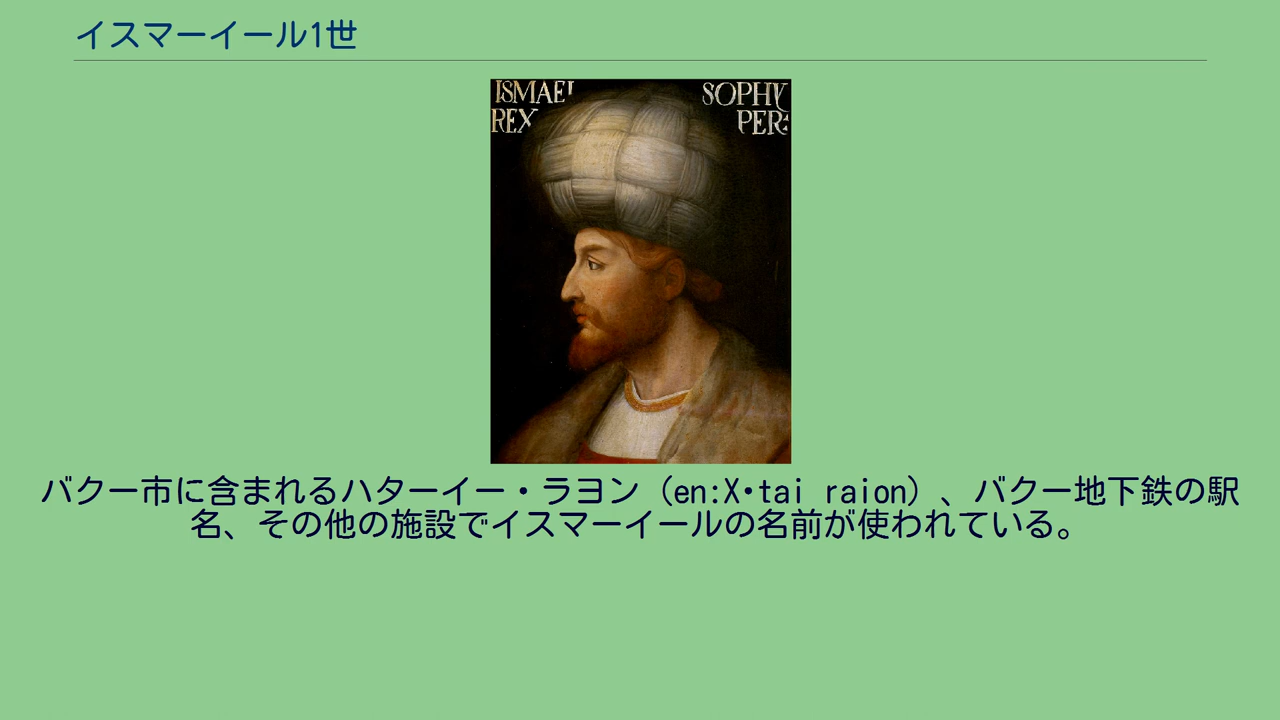 イスマーイール1世
ISMAEL SOPHY
REX PER:
バクー市に含まれるハターイー・ラヨン（en:X•tai raion）、バクー地下鉄の駅
名、その他の施設でイスマーイールの名前が使われている。